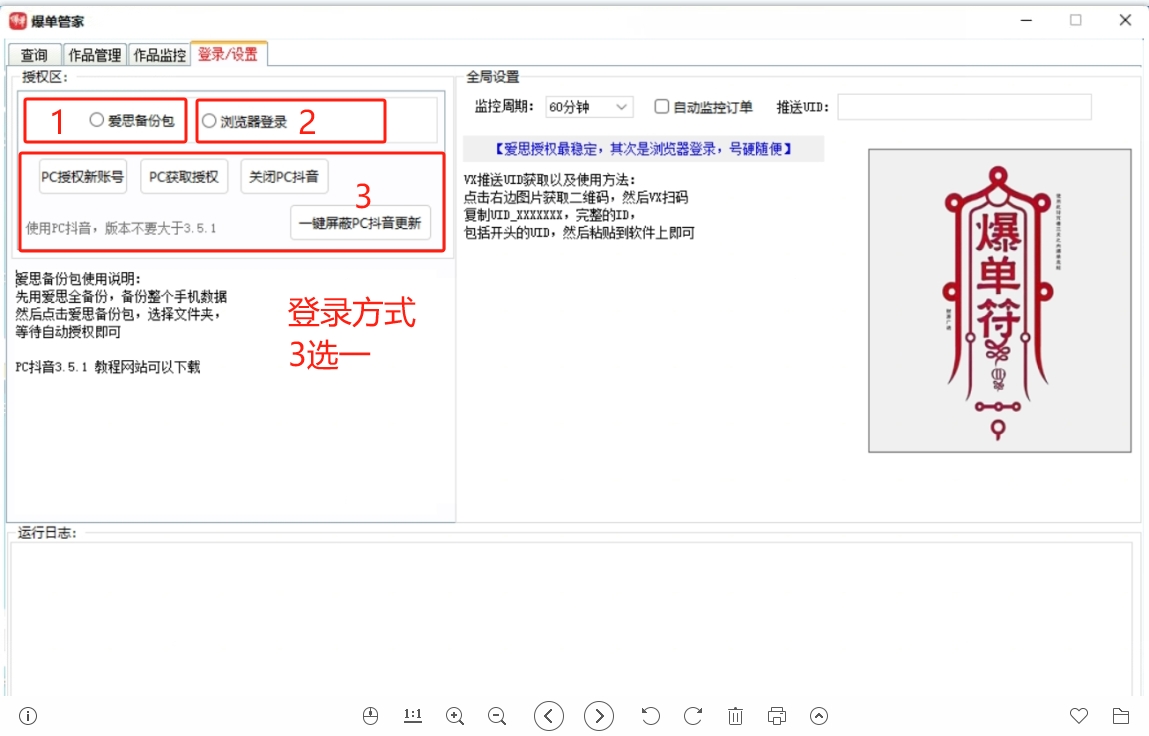 爆单管家
查询 作品管理 作品监控 登录/设置
授权区:
1 爱思备份包 浏览器登录 2
PC授权新账号 PC获取授权 关闭PC抖音
3
使用PC抖音，版本不要大于3.5.1 一键屏蔽PC抖音更新
爱思备份包使用说明:
先用爱思全备份，备份整个手机数据
然后点击爱思备份包，选择文件夹，
等待自动授权即可
PC抖音3.5.1 教程网站可以下载
登录方式
3选一
全局设置
监控周期: 60分钟 自动监控订单 推送UID:
【爱思授权最稳定，其次是浏览器登录，号硬随便】
VX推送UID获取以及使用方法:
点击右边图片获取二维码，然后VX扫码
复制UID_XXXXXXX，完整的ID，
包括开头的UID，然后粘贴到软件上即可
爆单符
运行日志:
1:1